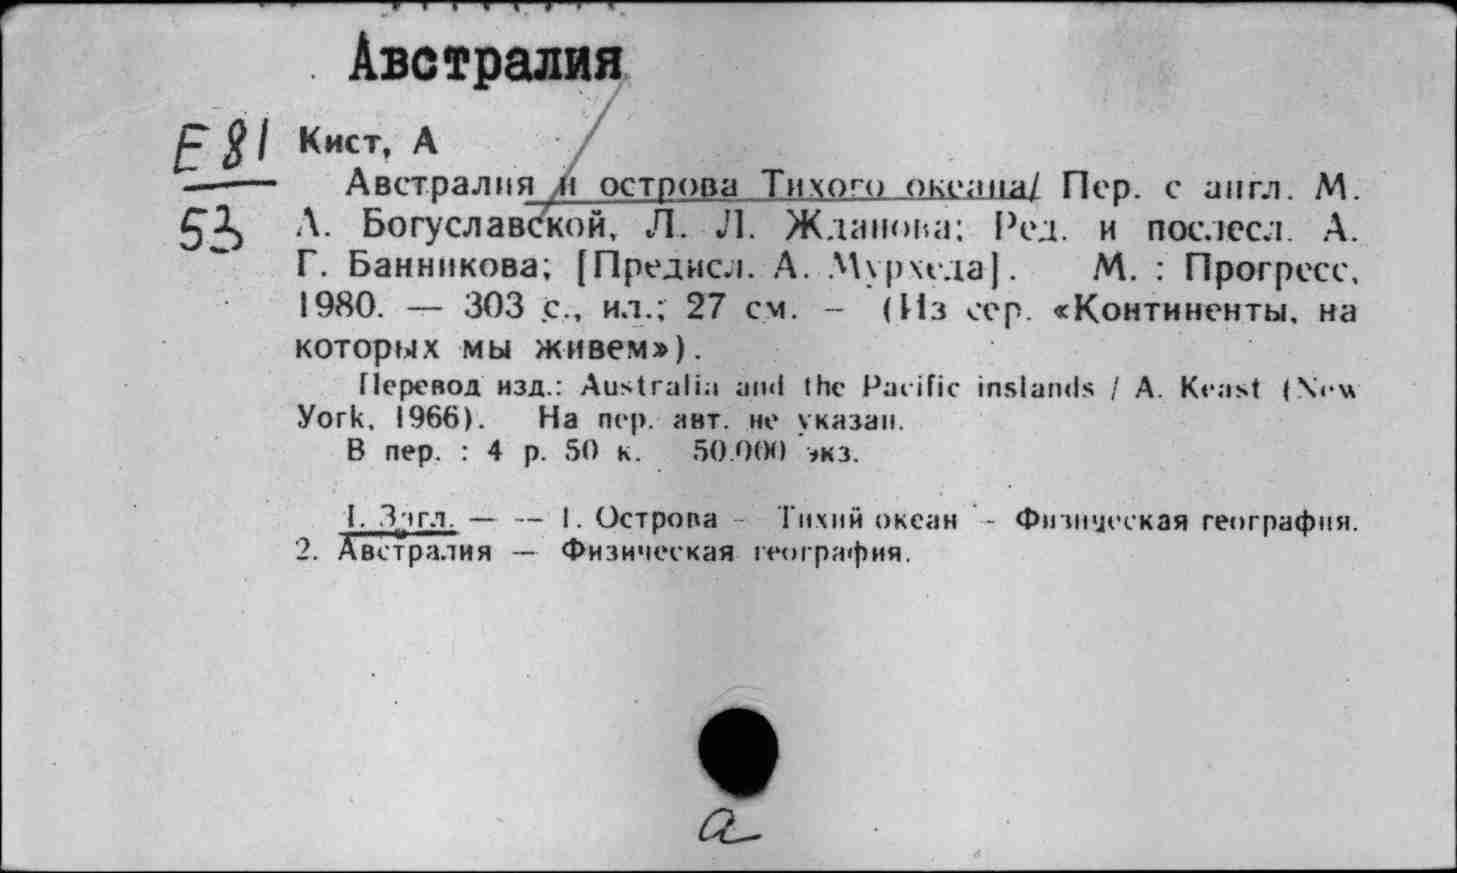 Австралия
E81
53
Кист, А
Австралия и острова Тихого океана/ Пер. с англ. М.
А. Богуславской, Л. Л. Жданова; Ред. и послесл. А.
Г. Банникова; [Предисл. А. Мурхеда]. М. : Прогресс,
1980. — 303 с., ил.; 27 см. - (Из сер. «Континенты, на
которых мы живем»).
Перевод изд.: Australia and the Pacific inslands / A. Keast (New
York, 1966). На пер. авт. не указан.
В пер. : 4 р. 50 к. 50.000 экз.
I. Загл. — — 1. Острова - Тихий океан - Физическая география.
2. Австралия — Физическая география.
а